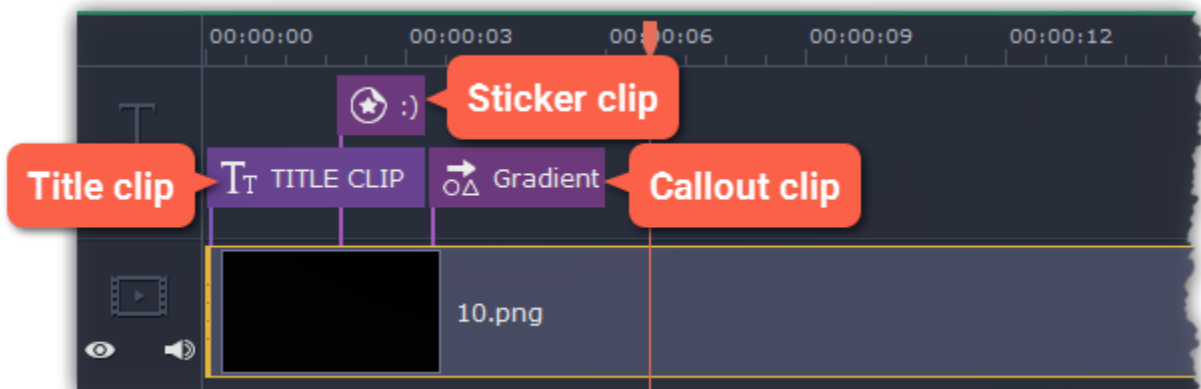 00:00:00 00:00:03 00:00:06 00:00:09 00:00:12
:) Sticker clip
Title clip TT TITLE CLIP Gradient Callout clip
10.png